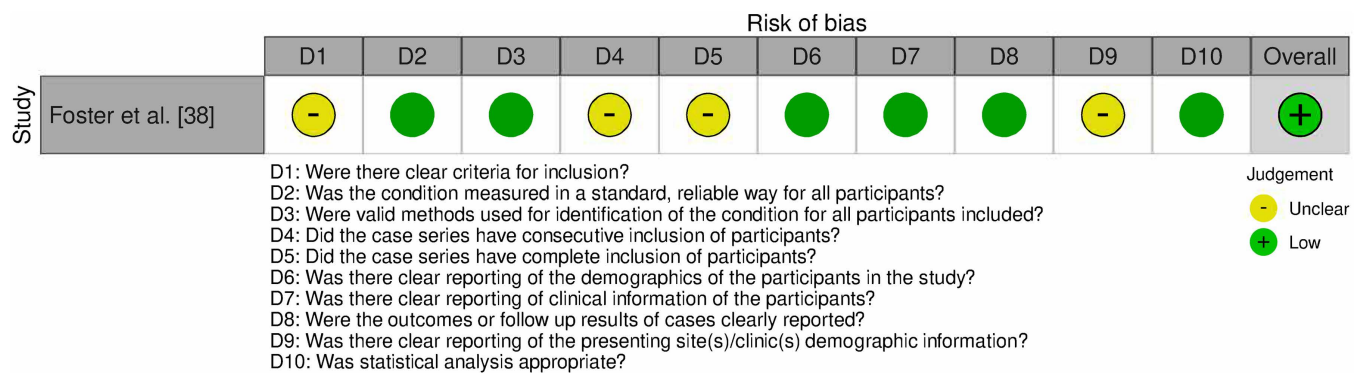 Risk of bias
D1 D2 D3 D4 D5 D6 D7 D8 D9 D10 Overall
Study
Foster et al. [38] - - - - +
D1: Were there clear criteria for inclusion?
D2: Was the condition measured in a standard, reliable way for all participants?
D3: Were valid methods used for identification of the condition for all participants included?
D4: Did the case series have consecutive inclusion of participants?
D5: Did the case series have complete inclusion of participants?
D6: Was there clear reporting of the demographics of the participants in the study?
D7: Was there clear reporting of clinical information of the participants?
D8: Were the outcomes or follow up results of cases clearly reported?
D9: Was there clear reporting of the presenting site(s)/clinic(s) demographic information?
D10: Was statistical analysis appropriate?
Judgement
- Unclear
+ Low